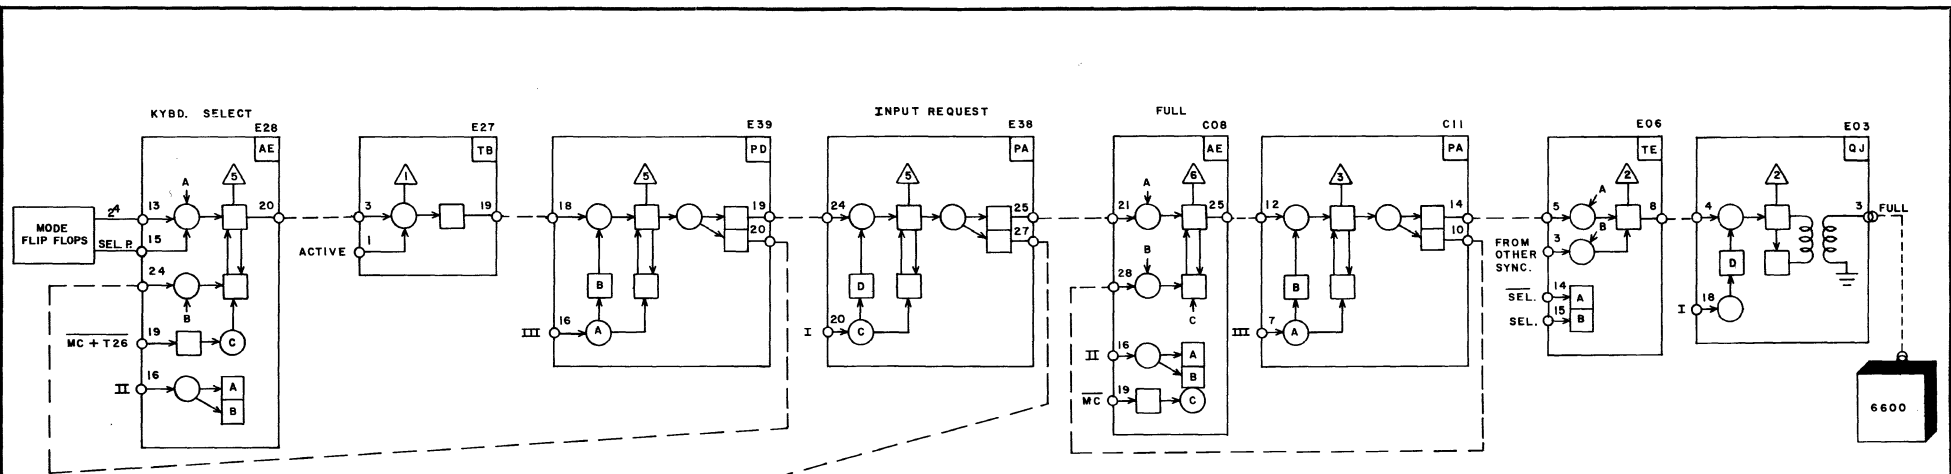 KYBD. SELECT
INPUT REQUEST
FULL
E28
E27
E39
E38
C08
C11
E06
E03
AE
TB
PD
PA
AE
PA
TE
QJ
5
1
5
5
6
3
2
2
A
A
A
MODE
FLIP FLOPS
2⁴
13
20
3
19
18
19
24
25
21
25
12
14
5
8
4
3
FULL
SEL P.
15
ACTIVE
1
20
27
10
B
FROM
OTHER
SYNC.
3
B
24
B
28
B
D
B
D
B
C
SEL.
14
A
SEL.
15
B
I
18
MC + T26
19
C
III
16
A
I
20
C
III
7
A
II
16
A
B
II
16
A
B
MC
19
C
6600